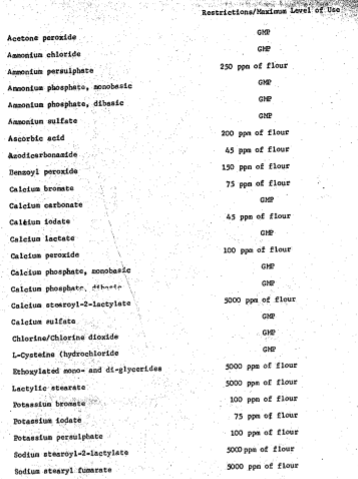 Restrictions/Maximum Level of Use
Acetone peroxide GMP
Ammonium chloride GMP
Ammonium persulphate 250 ppm of flour
Ammonium phosphate, monobasic GMP
Ammonium phosphate, dibasic GMP
Ammonium sulfate GMP
Ascorbic acid 200 ppm of flour
Azodicarbonamide 45 ppm of flour
Benzoyl peroxide 150 ppm of flour
Calcium bromate 75 ppm of flour
Calcium carbonate GMP
Calcium iodate 45 ppm of flour
Calcium lactate GMP
Calcium peroxide 100 ppm of flour
Calcium phosphate, monobasic GMP
Calcium phosphate, dibasic GMP
Calcium stearoyl-2-lactylate 5000 ppm of flour
Calcium sulfate GMP
Chlorine/Chlorine dioxide GMP
L-Cysteine (hydrochloride GMP
Ethoxylated mono- and di-glycerides 5000 ppm of flour
Lactylic stearate 5000 ppm of flour
Potassium bromate 100 ppm of flour
Potassium iodate 75 ppm of flour
Potassium persulphate 100 ppm of flour
Sodium stearoyl-2-lactylate 5000 ppm of flour
Sodium stearyl fumarate 5000 ppm of flour